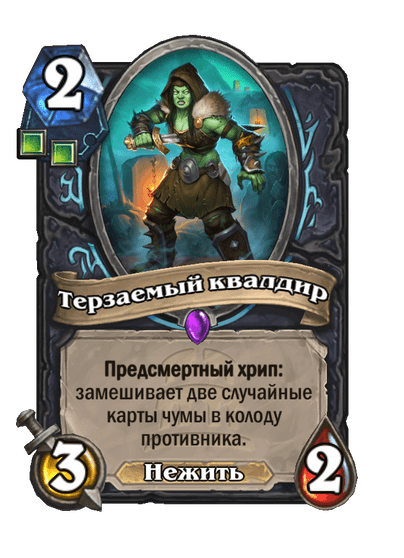 2
Терзаемый квалдир
Предсмертный хрип:
замешивает две случайные
карты чумы в колоду
противника.
3
Нежить
2